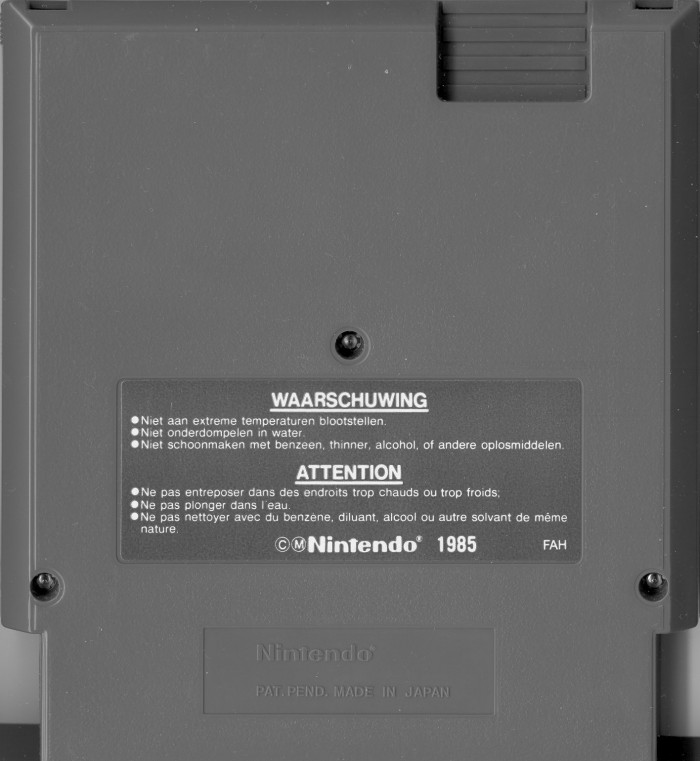 WAARSCHUWING
●Niet aan extreme temperaturen blootstellen.
●Niet onderdompelen in water.
●Niet schoonmaken met benzeen, thinner, alcohol, of andere oplosmiddelen.
ATTENTION
●Ne pas entreposer dans des endroits trop chauds ou trop froids;
●Ne pas plonger dans l'eau.
●Ne pas nettoyer avec du benzène, diluant, alcool ou autre solvant de même
nature.
ⒸⓂNintendo® 1985 FAH
Nintendo®
PAT. PEND. MADE IN JAPAN